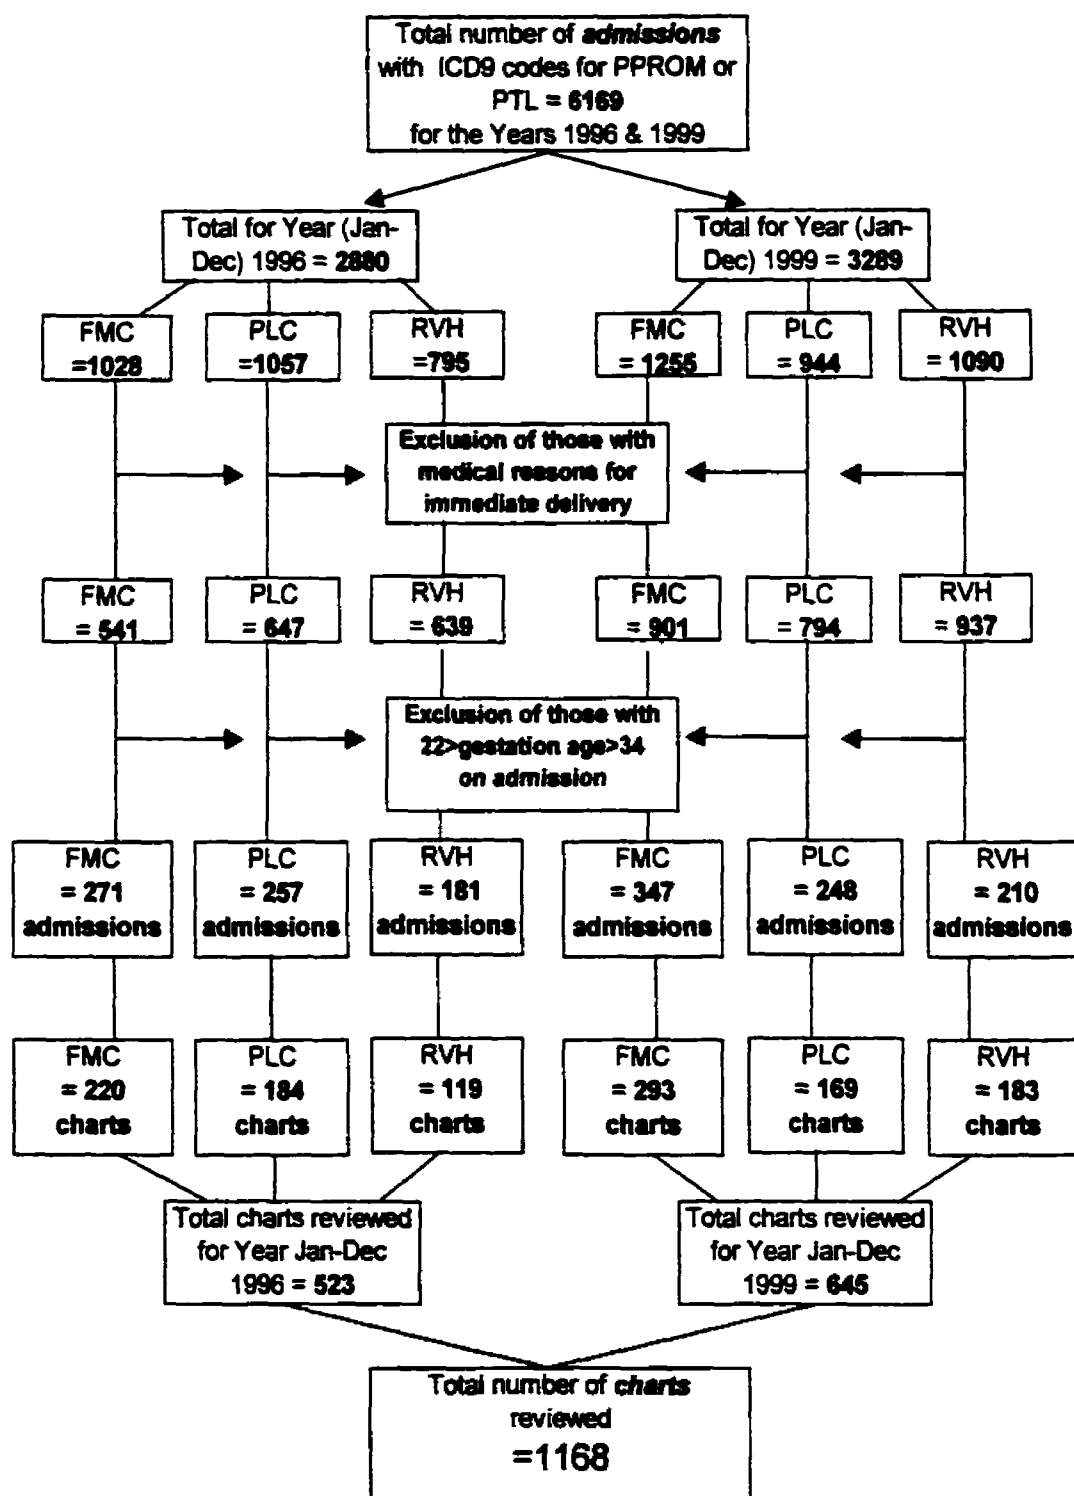 Total number of admissions
with ICD9 codes for PPROM or
PTL = 6169
for the Years 1996 & 1999
Total for Year (Jan-
Dec) 1996 = 2880
Total for Year (Jan-
Dec) 1999 = 3289
FMC
=1028
PLC
=1057
RVH
=795
FMC
= 1255
PLC
= 944
RVH
= 1090
Exclusion of those with
medical reasons for
immediate delivery
FMC
= 541
PLC
= 647
RVH
= 639
FMC
= 901
PLC
= 794
RVH
= 937
Exclusion of those with
22>gestation age>34
on admission
FMC
= 271
admissions
PLC
= 257
admissions
RVH
= 181
admissions
FMC
= 347
admissions
PLC
= 248
admissions
RVH
= 210
admissions
FMC
= 220
charts
PLC
= 184
charts
RVH
= 119
charts
FMC
= 293
charts
PLC
= 169
charts
RVH
= 183
charts
Total charts reviewed
for Year Jan-Dec
1996 = 523
Total charts reviewed
for Year Jan-Dec
1999 = 645
Total number of charts
reviewed
=1168